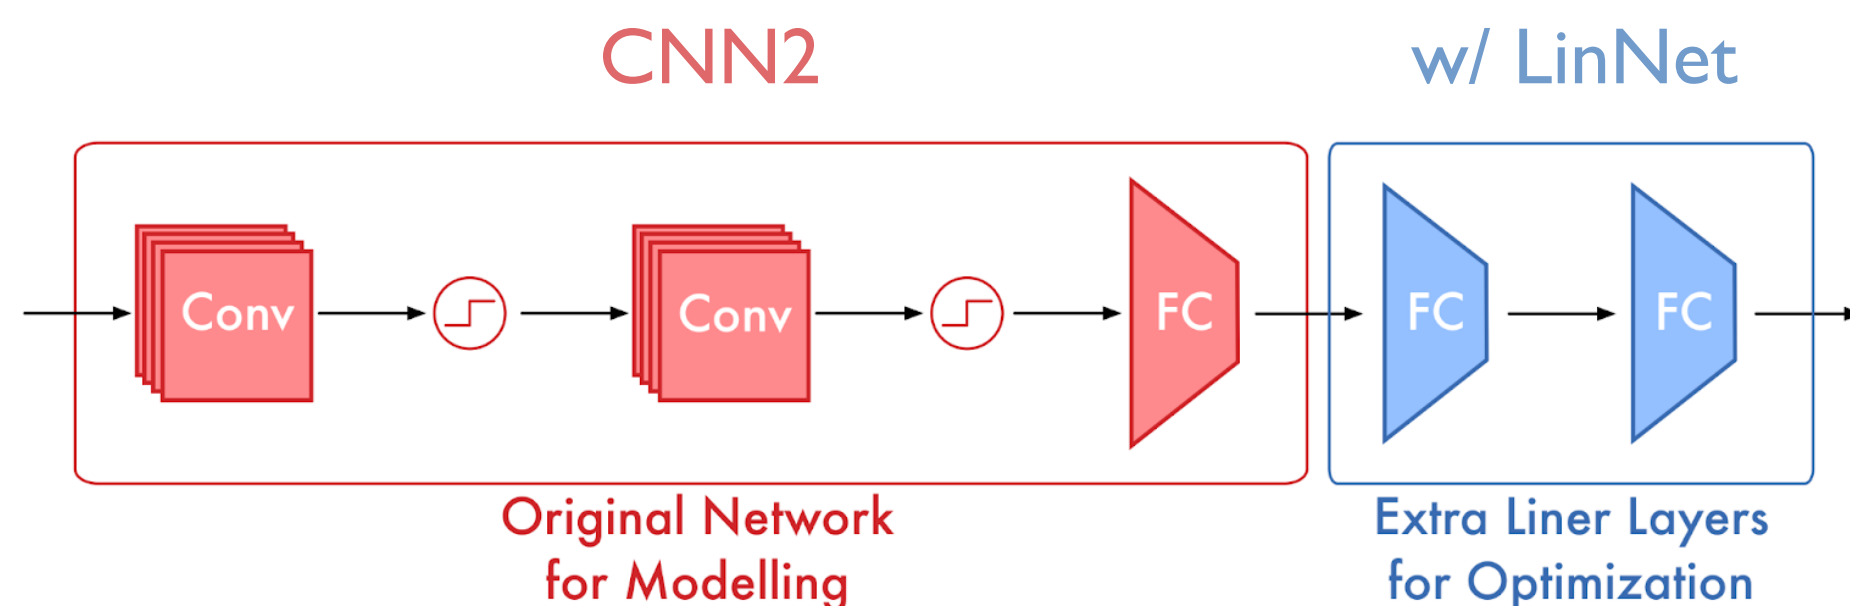 CNN2
w/ LinNet
Conv
Conv
FC
FC
FC
Original Network
for Modelling
Extra Liner Layers
for Optimization